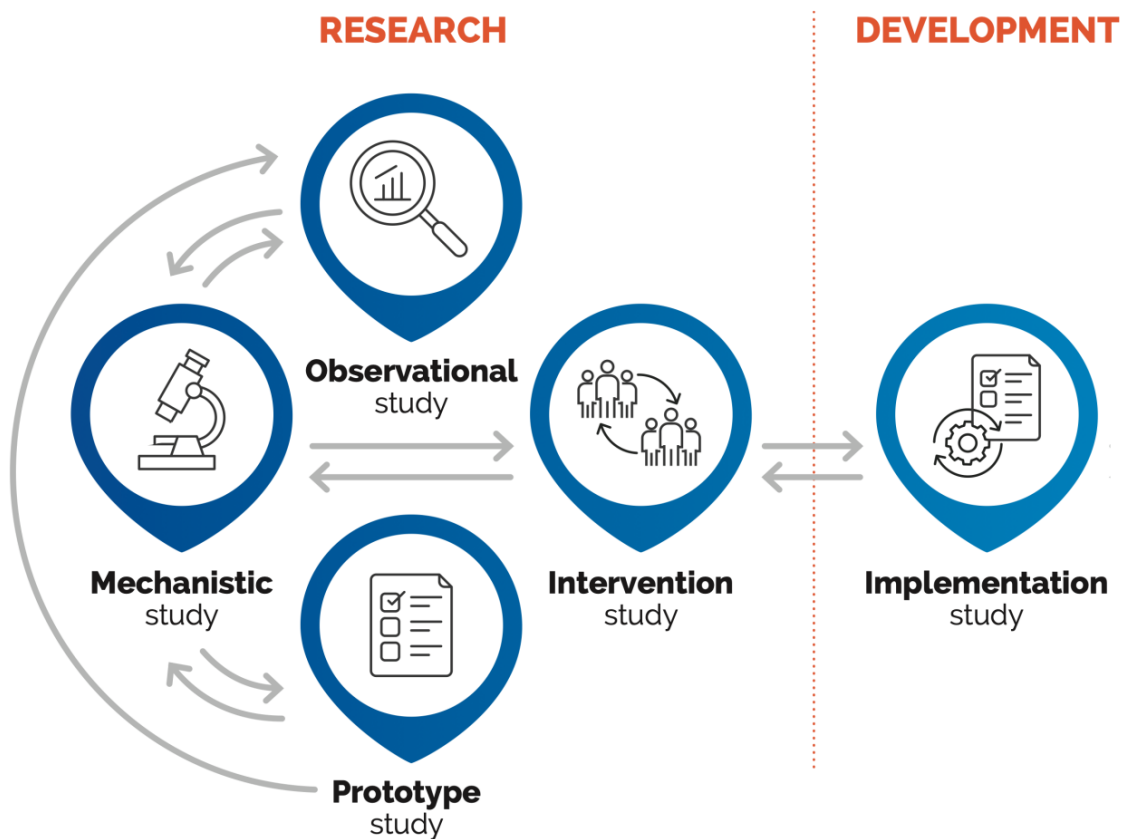 RESEARCH
DEVELOPMENT
Observational
study
Mechanistic
study
Intervention
study
Implementation
study
Prototype
study